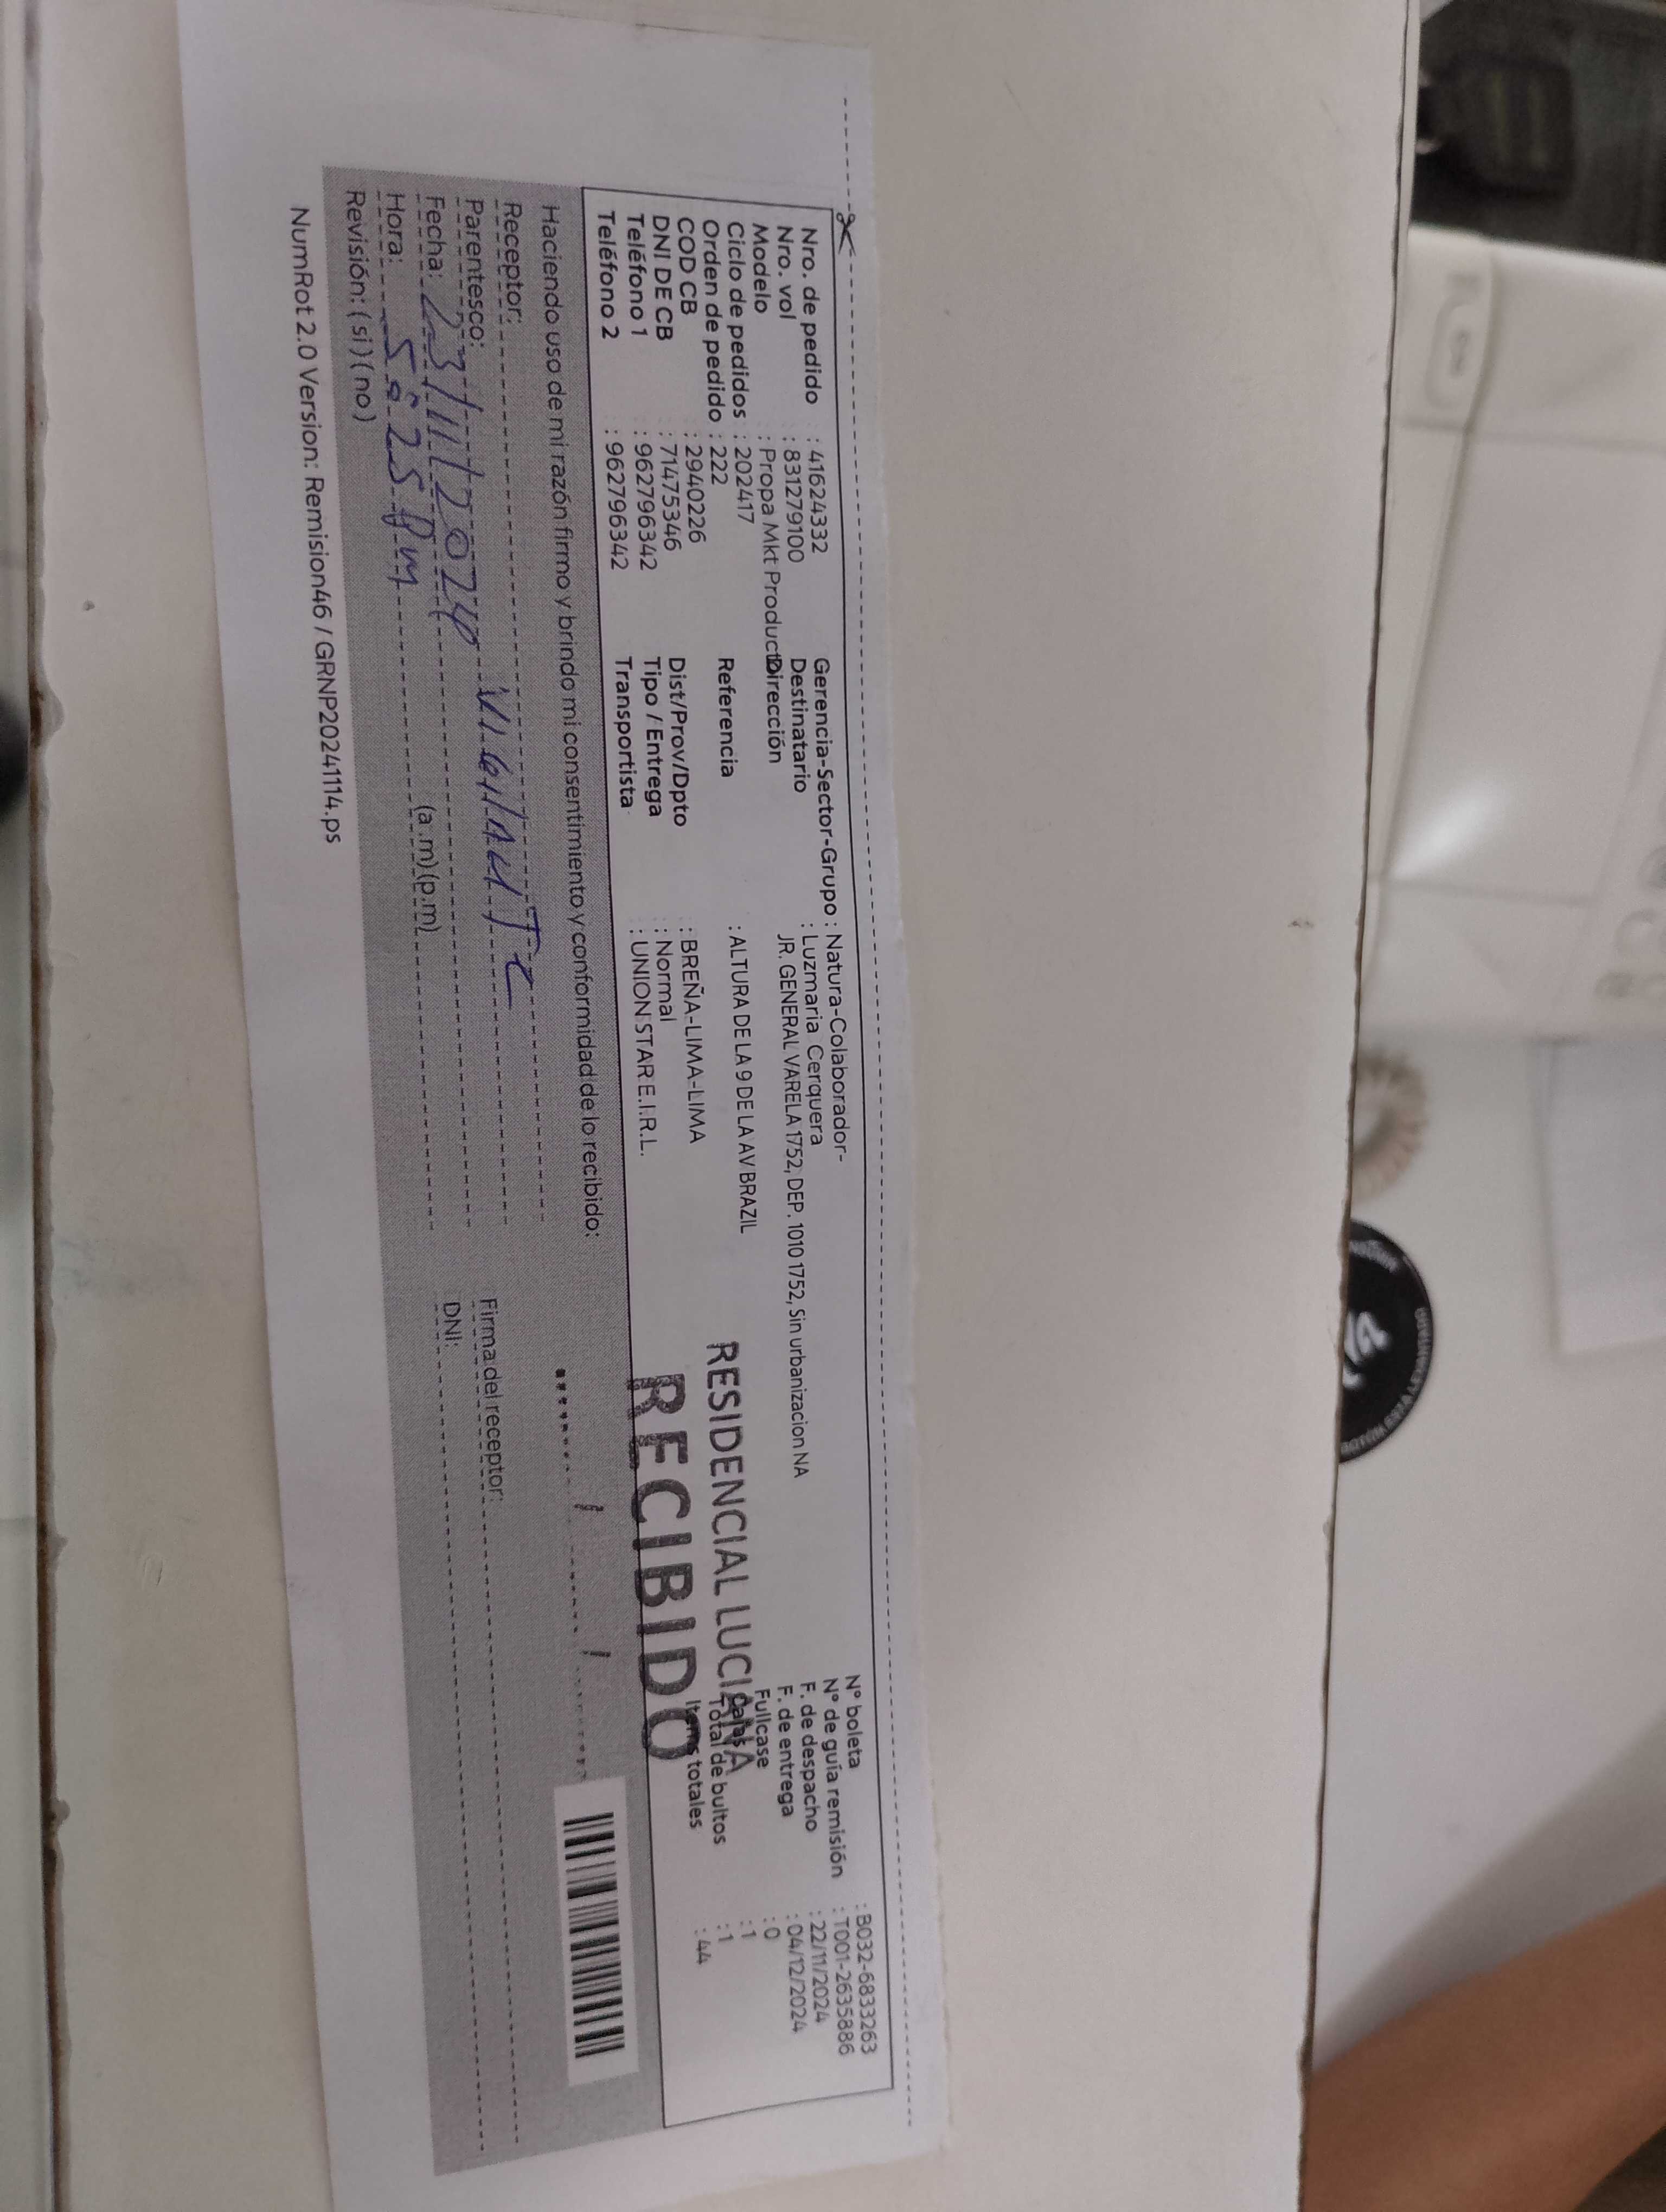 Nro. de pedido : 41624332
Nro. vol : 831279100
Modelo : Propa Mkt Producto
Ciclo de pedidos : 202417
Orden de pedido : 222
COD CB : 2940226
DNI DE CB : 71475346
Teléfono 1 : 962796342
Teléfono 2 : 962796342
Gerencia-Sector-Grupo : Natura-Colaborador-
Destinatario : Luzmaria Cerquera
Dirección JR. GENERAL VARELA 1752, DEP. 1010 1752, Sin urbanizacion NA
Referencia : ALTURA DE LA 9 DE LA AV BRAZIL
Dist/Prov/Dpto : BREÑA-LIMA-LIMA
Tipo / Entrega : Normal
Transportista : UNION STAR E.I.R.L.
N° boleta : B032-6833263
N° de guía remisión : T001-2635886
F. de despacho : 22/11/2024
F. de entrega : 04/12/2024
Fullcase : 0
Cajas : 1
Total de bultos : 1
Items totales : 44
RESIDENCIAL LUCIANA
RECIBIDO
Haciendo uso de mi razón firmo y brindo mi consentimiento y conformidad de lo recibido:
Receptor:
Parentesco: VIGILANTE
Fecha: 23/11/2024
Hora: 5:25 pm (a.m) (p.m)
Revisión: ( si ) ( no )
Firma del receptor:
DNI:
NumRot 2.0 Version: Remision46 / GRNP20241114.ps